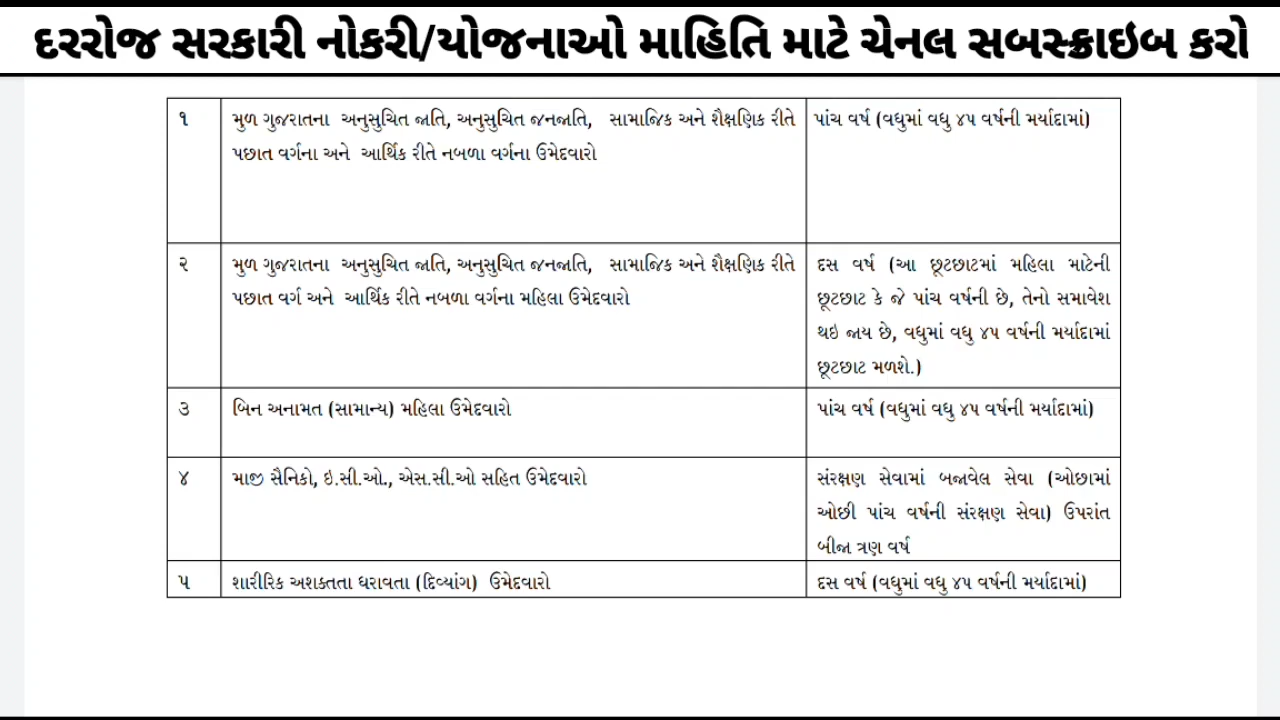 દરરોજ સરકારી નોકરી/યોજનાઓ માહિતિ માટે ચેનલ સબસ્ક્રાઇબ કરો
૧
મુળ ગુજરાતના અનુસુચિત જાતિ, અનુસુચિત જનજાતિ, સામાજિક અને શૈક્ષણિક રીતે
પછાત વર્ગના અને આર્થિક રીતે નબળા વર્ગના ઉમેદવારો
પાંચ વર્ષ (વધુમાં વધુ ૪૫ વર્ષની મર્યાદામાં)
૨
મુળ ગુજરાતના અનુસુચિત જાતિ, અનુસુચિત જનજાતિ, સામાજિક અને શૈક્ષણિક રીતે
પછાત વર્ગ અને આર્થિક રીતે નબળા વર્ગના મહિલા ઉમેદવારો
દસ વર્ષ (આ છૂટછાટમાં મહિલા માટેની
છૂટછાટ કે જે પાંચ વર્ષની છે, તેનો સમાવેશ
થઇ જાય છે, વધુમાં વધુ ૪૫ વર્ષની મર્યાદામાં
છૂટછાટ મળશે.)
૩
બિન અનામત (સામાન્ય) મહિલા ઉમેદવારો
પાંચ વર્ષ (વધુમાં વધુ ૪૫ વર્ષની મર્યાદામાં)
૪
માજી સૈનિકો, ઇ.સી.ઓ., એસ.સી.ઓ સહિત ઉમેદવારો
સંરક્ષણ સેવામાં બજાવેલ સેવા (ઓછામાં
ઓછી પાંચ વર્ષની સંરક્ષણ સેવા) ઉપરાંત
બીજા ત્રણ વર્ષ
૫
શારીરિક અશક્તતા ધરાવતા (દિવ્યાંગ) ઉમેદવારો
દસ વર્ષ (વધુમાં વધુ ૪૫ વર્ષની મર્યાદામાં)